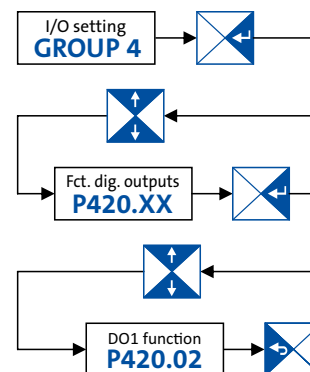 I/O setting
GROUP 4
Fct. dig. outputs
P420.XX
DO1 function
P420.02